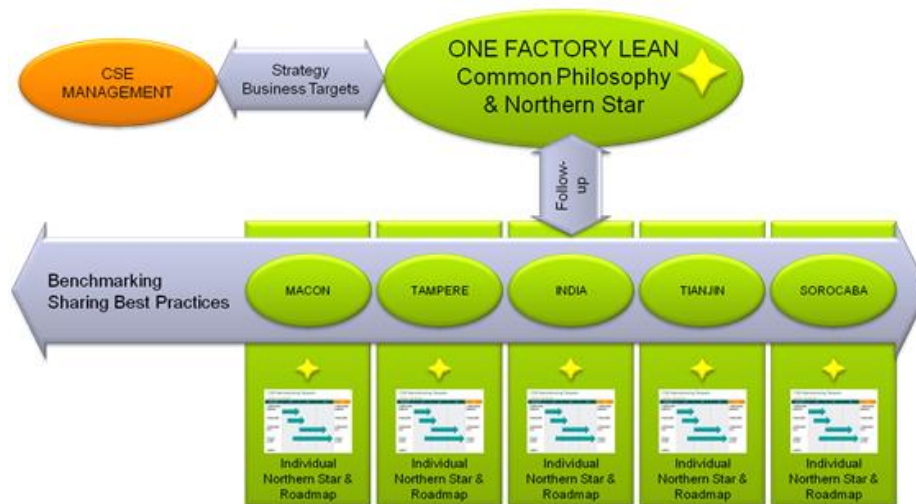 CSE
MANAGEMENT
Strategy
Business Targets
ONE FACTORY LEAN
Common Philosophy
& Northern Star
Follow-
up
Benchmarking
Sharing Best Practices
MACON
TAMPERE
INDIA
TIANJIN
SOROCABA
Individual
Northern Star &
Roadmap
Individual
Northern Star &
Roadmap
Individual
Northern Star &
Roadmap
Individual
Northern Star &
Roadmap
Individual
Northern Star &
Roadmap